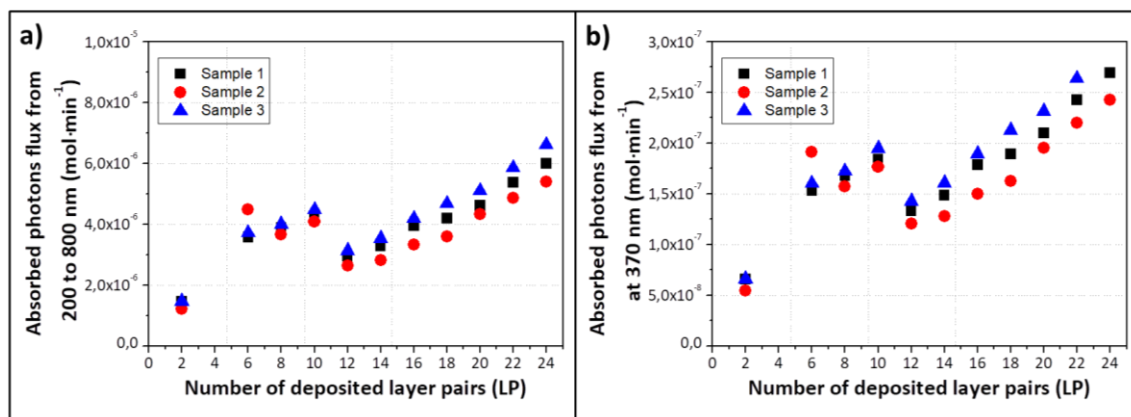 a)
Absorbed photons flux from
200 to 800 nm (mol·min⁻¹)
1,0x10⁻⁵
8,0x10⁻⁶
6,0x10⁻⁶
4,0x10⁻⁶
2,0x10⁻⁶
0,0
Sample 1
Sample 2
Sample 3
0 2 4 6 8 10 12 14 16 18 20 22 24
Number of deposited layer pairs (LP)
b)
Absorbed photons flux from
at 370 nm (mol·min⁻¹)
3,0x10⁻⁷
2,5x10⁻⁷
2,0x10⁻⁷
1,5x10⁻⁷
1,0x10⁻⁷
5,0x10⁻⁸
0,0
Sample 1
Sample 2
Sample 3
0 2 4 6 8 10 12 14 16 18 20 22 24
Number of deposited layer pairs (LP)